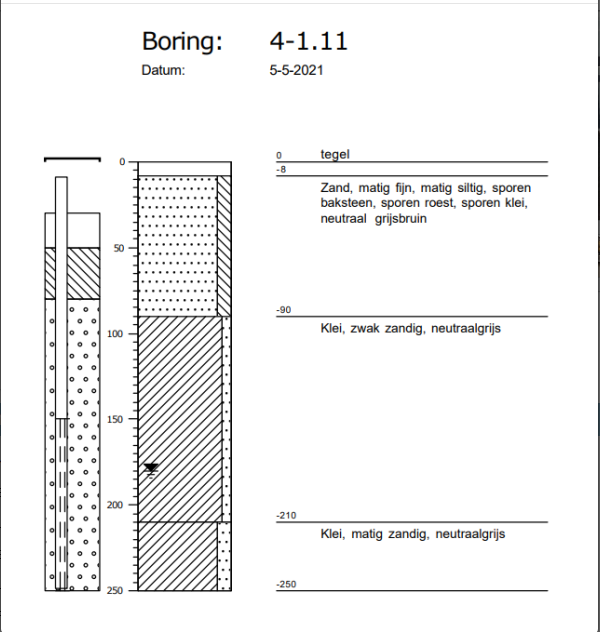 Boring: 4-1.11
Datum: 5-5-2021
0
50
100
150
200
250
0 tegel
-8
Zand, matig fijn, matig siltig, sporen
baksteen, sporen roest, sporen klei,
neutraal grijsbruin
-90
Klei, zwak zandig, neutraalgrijs
-210
Klei, matig zandig, neutraalgrijs
-250